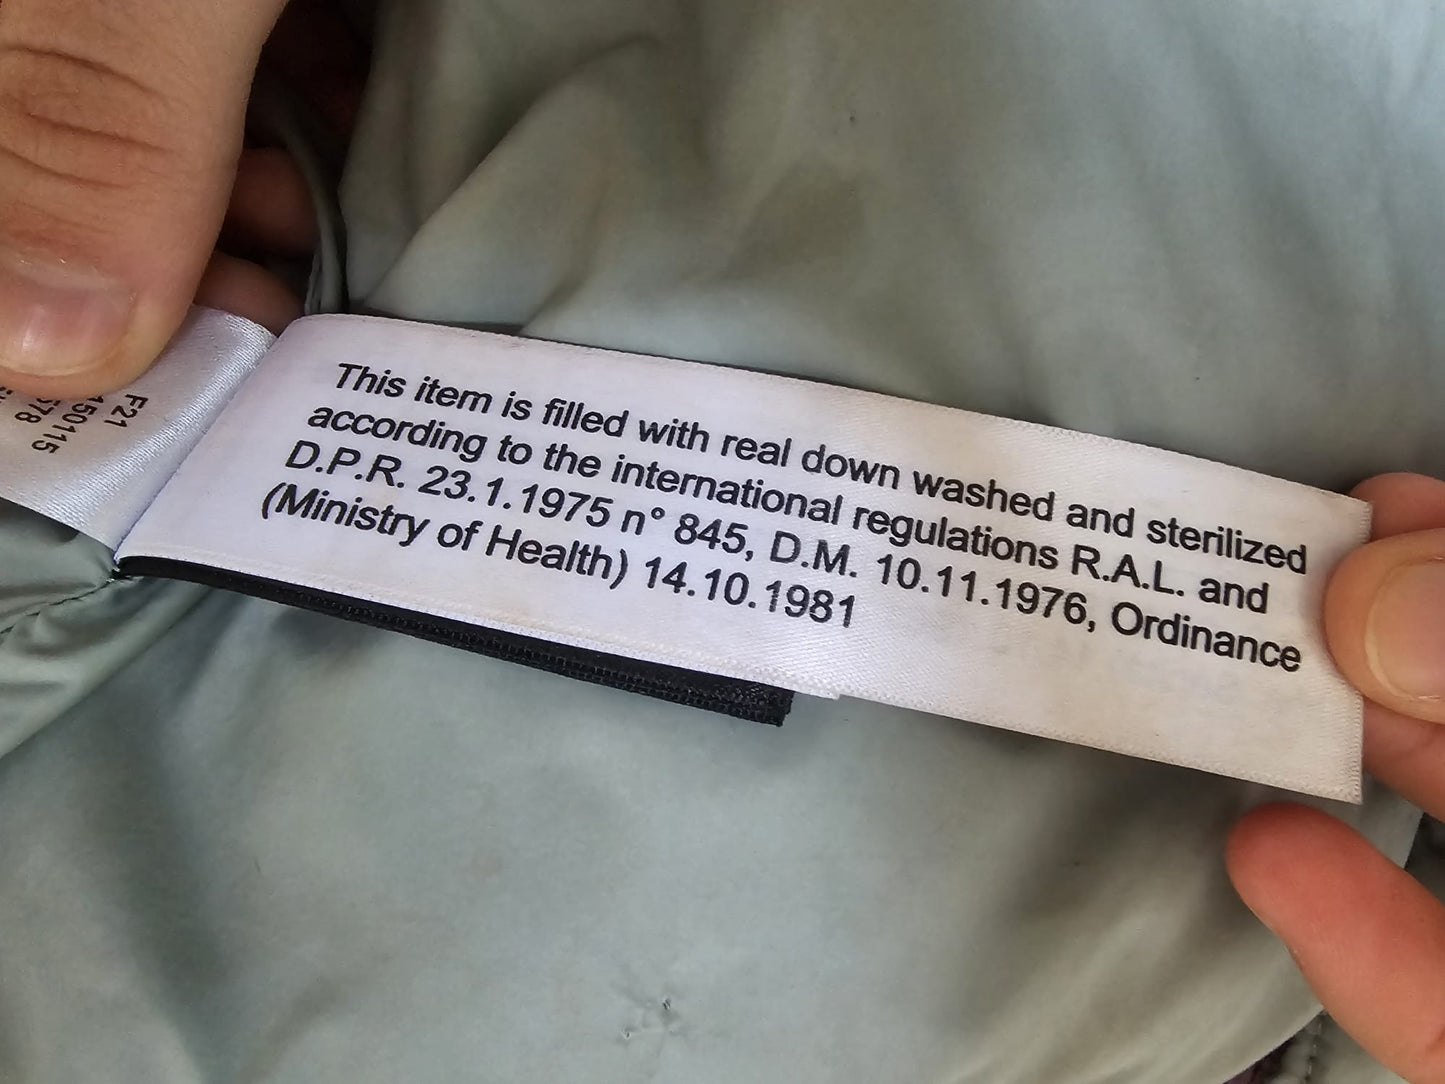 This item is filled with real down washed and sterilized
according to the international regulations R.A.L. and
D.P.R. 23.1.1975 n° 845, D.M. 10.11.1976, Ordinance
(Ministry of Health) 14.10.1981
F21
150115